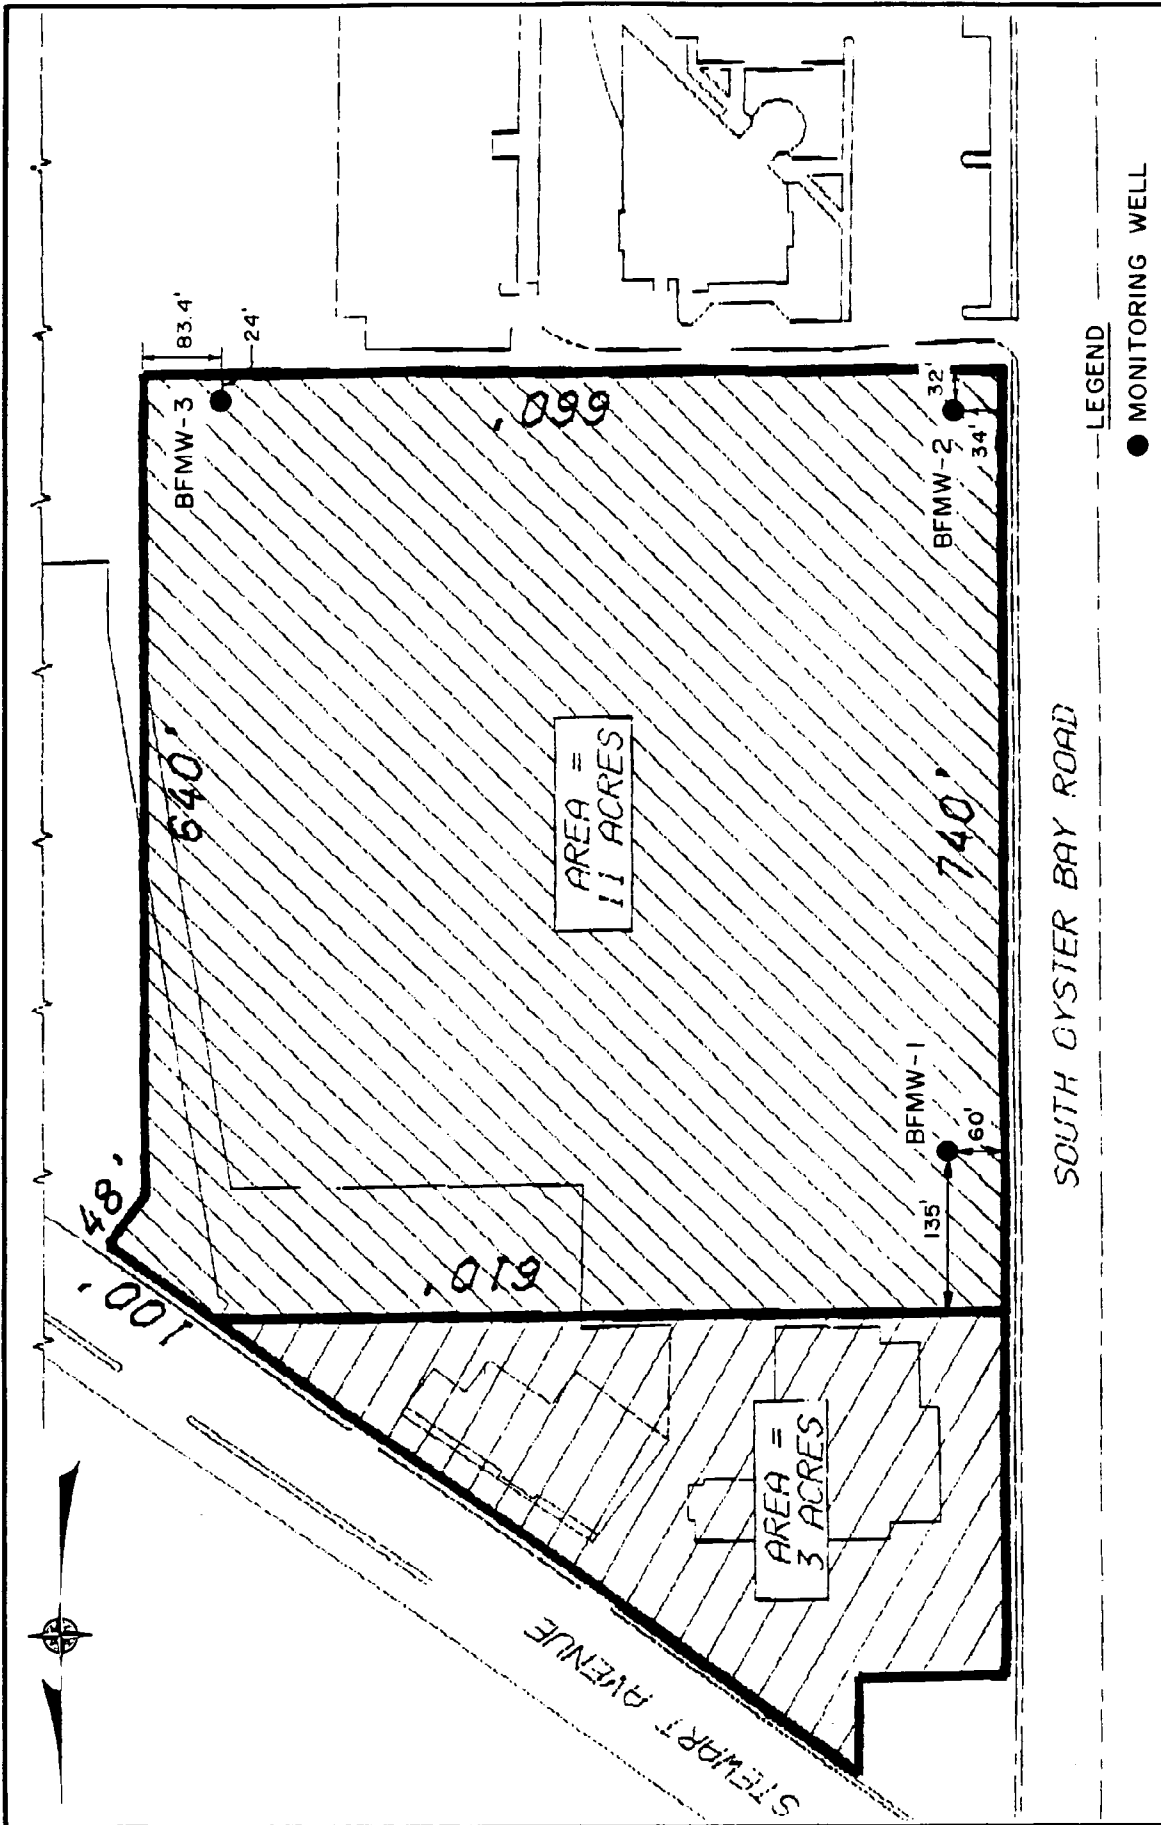 83.4'
24'
BFMW-3
660'
32'
34'
BFMW-2
LEGEND
● MONITORING WELL
640'
AREA =
11 ACRES
740'
SOUTH OYSTER BAY ROAD
BFMW-1
60'
135'
48'
100'
610'
AREA =
3 ACRES
STEWART AVENUE